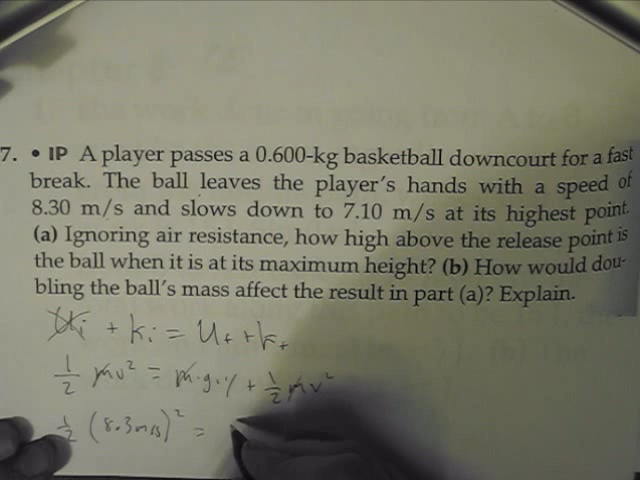 7. • IP A player passes a 0.600-kg basketball downcourt for a fast
break. The ball leaves the player's hands with a speed of
8.30 m/s and slows down to 7.10 m/s at its highest point.
(a) Ignoring air resistance, how high above the release point is
the ball when it is at its maximum height? (b) How would dou-
bling the ball's mass affect the result in part (a)? Explain.
Ui + Ki = Uf + Kf
1/2 mv² = m·g·y + 1/2 mv²
1/2 (8.3m/s)² =